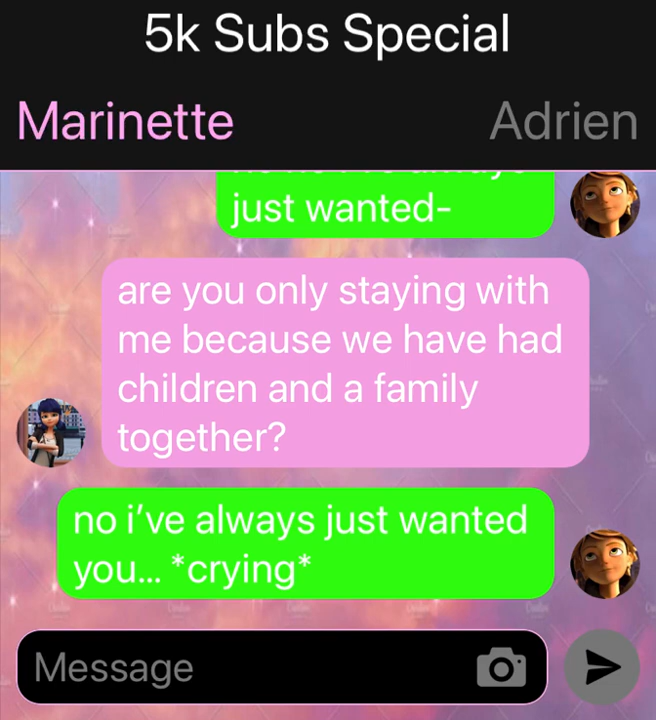 5k Subs Special
Marinette
Adrien
just wanted-
are you only staying with
me because we have had
children and a family
together?
no i've always just wanted
you... *crying*
Message